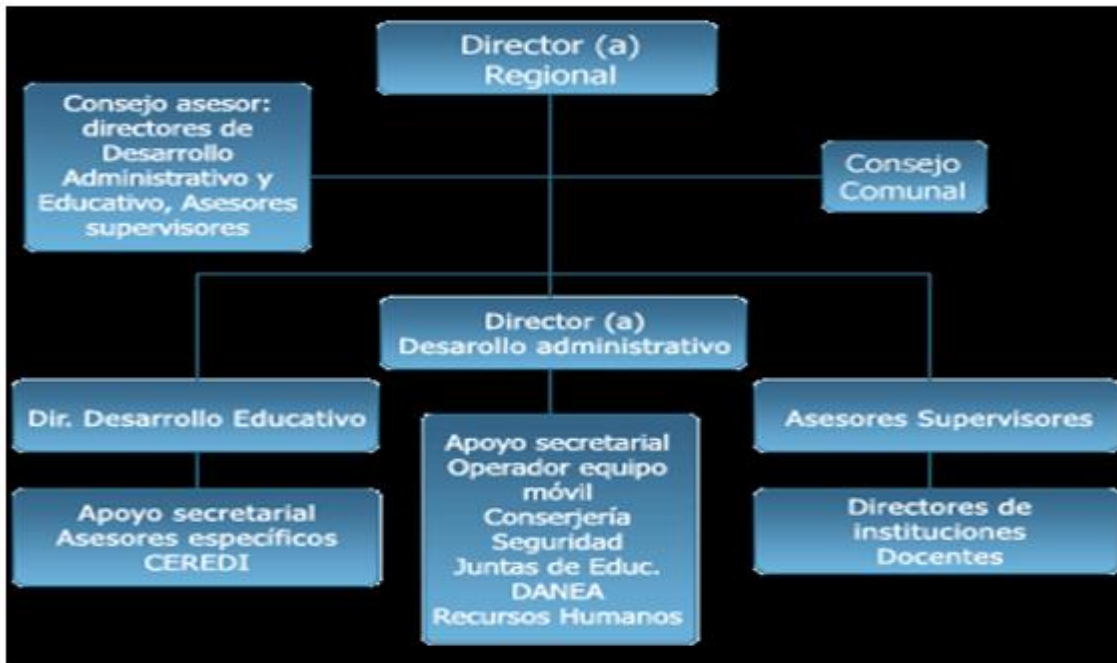 Director (a)
Regional
Consejo asesor:
directores de
Desarrollo
Administrativo y
Educativo, Asesores
supervisores
Consejo
Comunal
Director (a)
Desarollo administrativo
Dir. Desarrollo Educativo
Asesores Supervisores
Apoyo secretarial
Asesores específicos
CEREDI
Apoyo secretarial
Operador equipo
móvil
Conserjería
Seguridad
Juntas de Educ.
DANEA
Recursos Humanos
Directores de
instituciones
Docentes